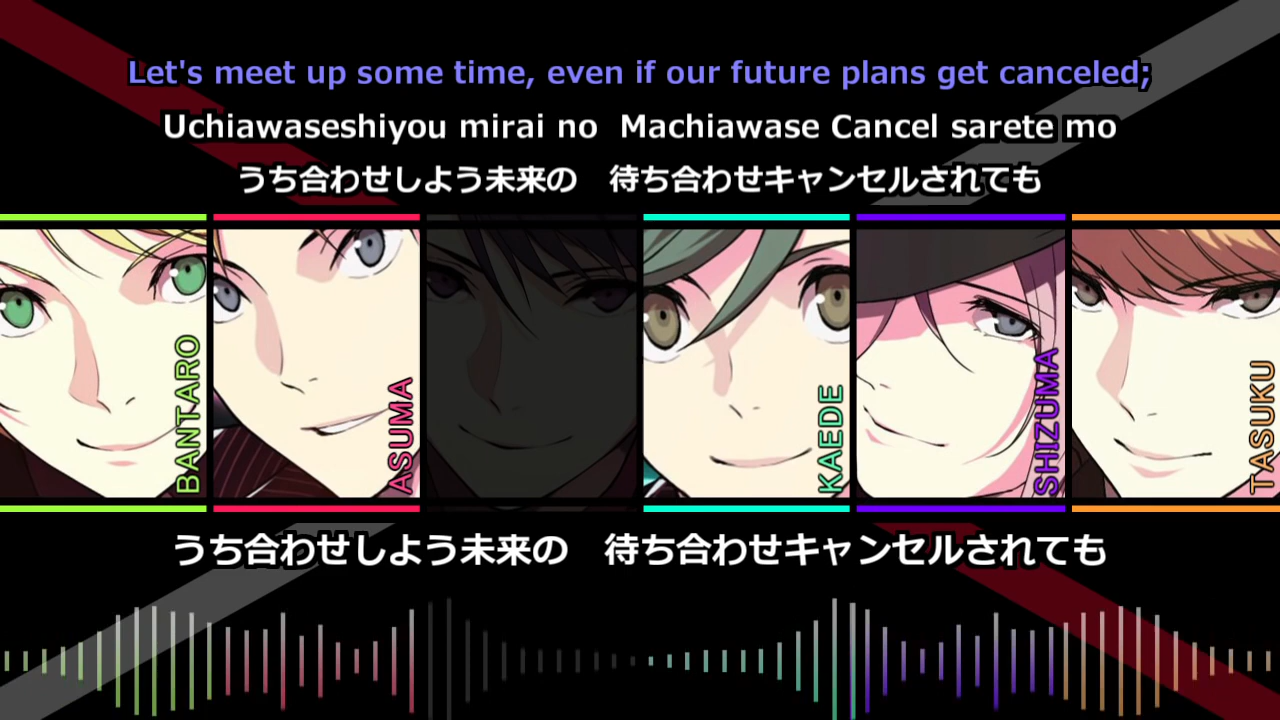 Let's meet up some time, even if our future plans get canceled;
Uchiawaseshiyou mirai no  Machiawase Cancel sarete mo
うち合わせしよう未来の　待ち合わせキャンセルされても
BANTARO
ASUMA
KAEDE
SHIZUMA
TASUKU
うち合わせしよう未来の　待ち合わせキャンセルされても